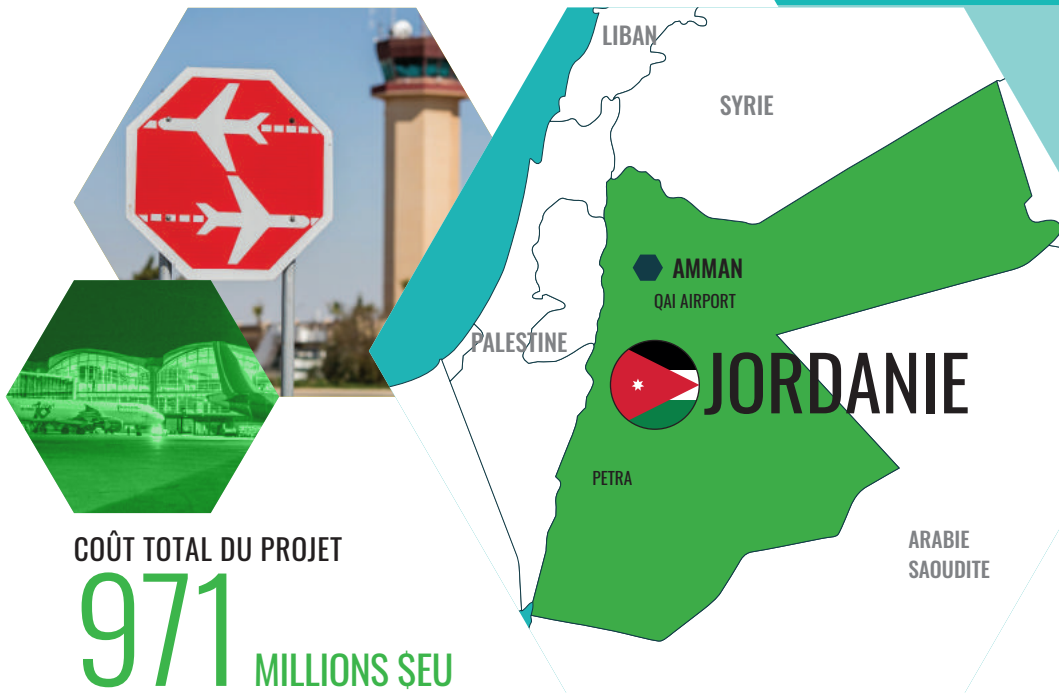 LIBAN
SYRIE
AMMAN
QAI AIRPORT
PALESTINE
JORDANIE
PETRA
ARABIE
SAOUDITE
COÛT TOTAL DU PROJET
971 MILLIONS $EU